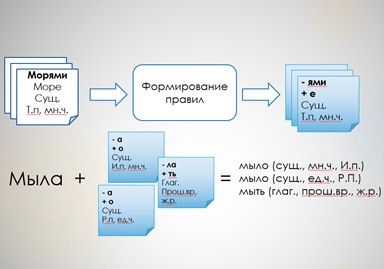 Морями
Море
Сущ.
Т.п, мн.ч.
Формирование
правил
- ями
+ е
Сущ.
Т.п, мн.ч.
Мыла +
- а
+ о
Сущ.
И.п, мн.ч.
- ла
+ ть
Глаг.
Прош.вр,
ж.р.
- а
+ о
Сущ.
Р.п, ед.ч.
=
мыло (сущ., мн.ч., И.п.)
мыло (сущ., ед.ч., Р.П.)
мыть (глаг., прош.вр., ж.р.)